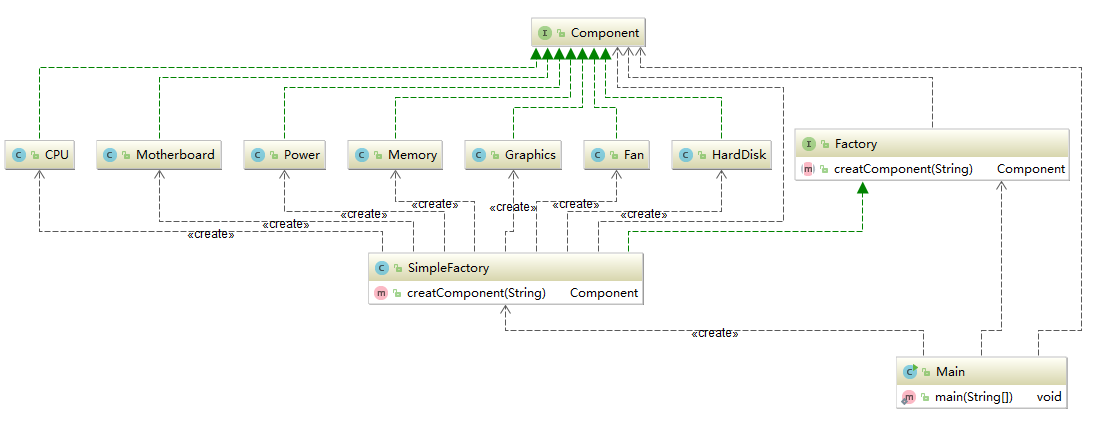 I Component
C CPU
C Motherboard
C Power
C Memory
C Graphics
C Fan
C HardDisk
I Factory
m creatComponent(String) Component
«create»
«create»
«create»
«create»
«create»
«create»
«create»
C SimpleFactory
m creatComponent(String) Component
«create»
C Main
m main(String[]) void